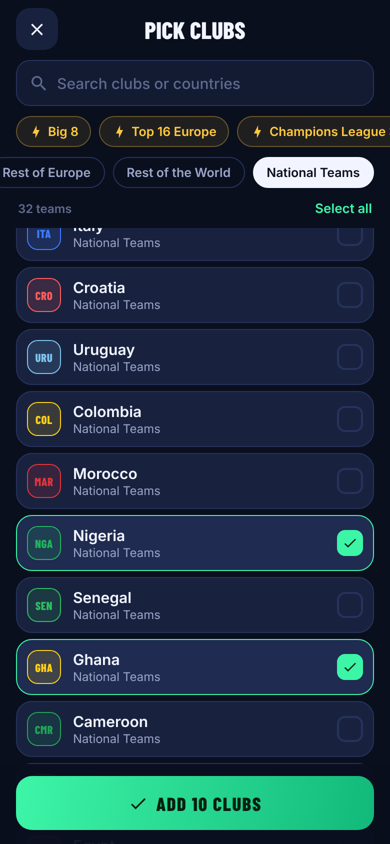 PICK CLUBS
Search clubs or countries
Big 8
Top 16 Europe
Champions League
Rest of Europe
Rest of the World
National Teams
32 teams
Select all
ITA
Italy
National Teams
CRO
Croatia
National Teams
URU
Uruguay
National Teams
COL
Colombia
National Teams
MAR
Morocco
National Teams
NGA
Nigeria
National Teams
SEN
Senegal
National Teams
GHA
Ghana
National Teams
CMR
Cameroon
National Teams
ADD 10 CLUBS